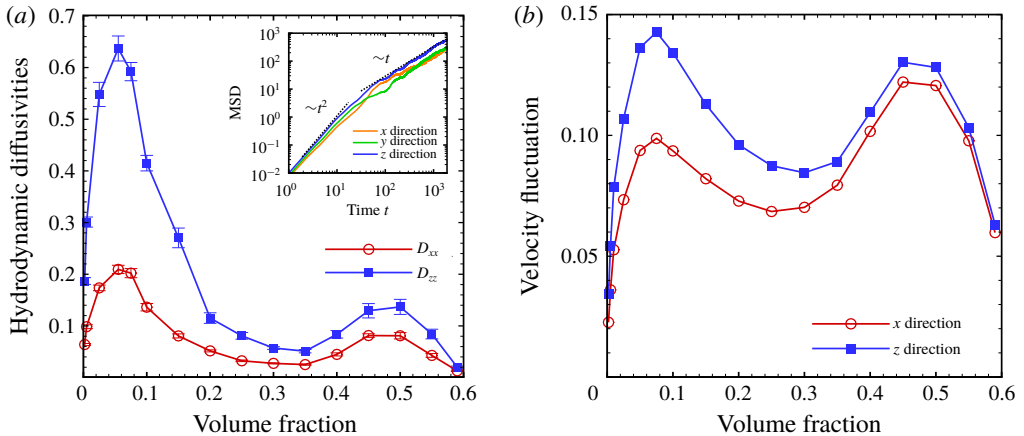 (a)
Hydrodynamic diffusivities
0.7
0.6
0.5
0.4
0.3
0.2
0.1
0 0.1 0.2 0.3 0.4 0.5 0.6
Volume fraction
MSD
10³
10²
10¹
10⁰
10⁻¹
10⁻²
10⁰ 10¹ 10² 10³
Time t
~t²
~t
x direction
y direction
z direction
Dxx
Dzz
(b)
Velocity fluctuation
0.15
0.10
0.05
0 0.1 0.2 0.3 0.4 0.5 0.6
Volume fraction
x direction
z direction